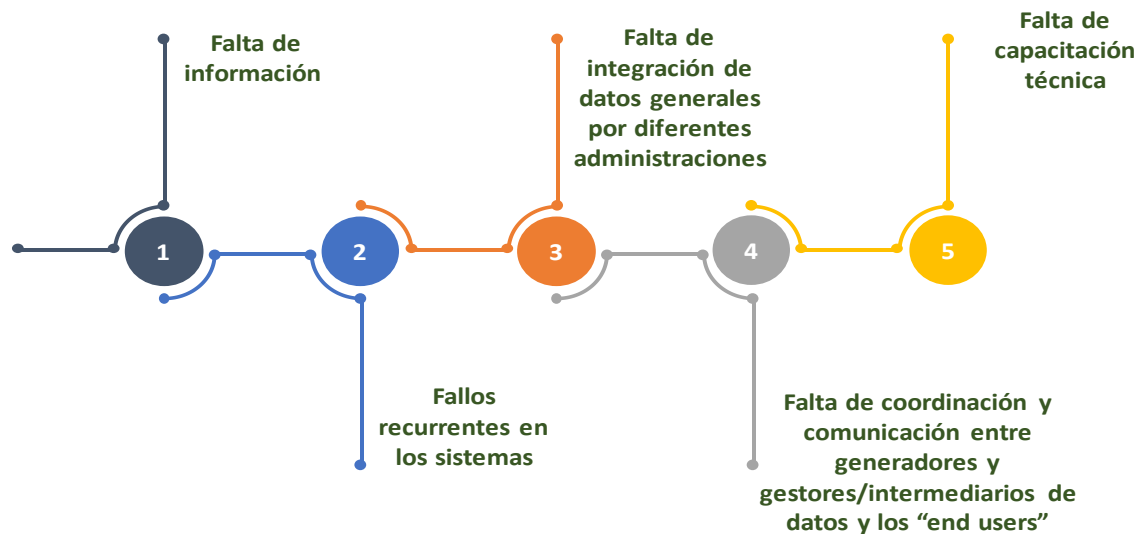 Falta de
información
Falta de
integración de
datos generales
por diferentes
administraciones
Falta de
capacitación
técnica
1
2
3
4
5
Fallos
recurrentes en
los sistemas
Falta de coordinación y
comunicación entre
generadores y
gestores/intermediarios de
datos y los “end users”